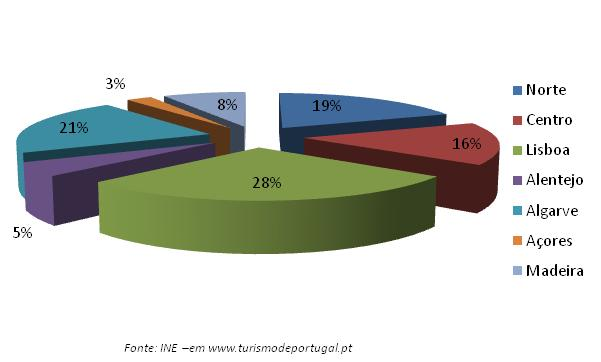 3%
8%
19%
21%
16%
28%
5%
Norte
Centro
Lisboa
Alentejo
Algarve
Açores
Madeira
Fonte: INE –em www.turismodeportugal.pt